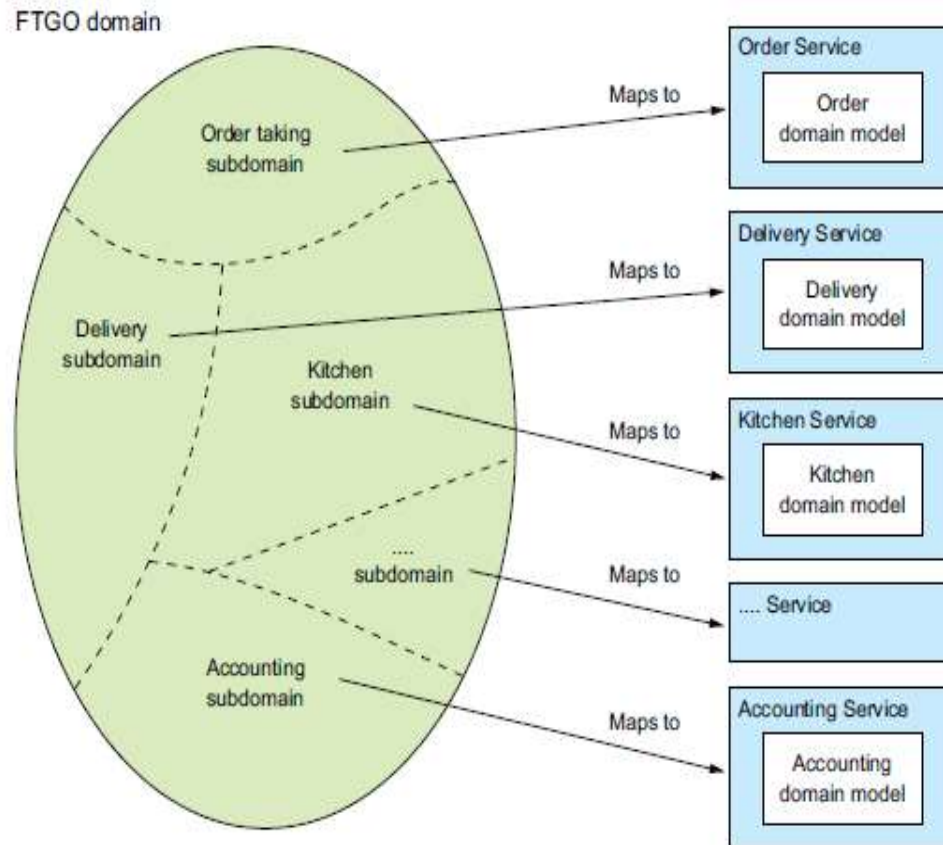 FTGO domain
Order taking
subdomain
Delivery
subdomain
Kitchen
subdomain
....
subdomain
Accounting
subdomain
Maps to
Maps to
Maps to
Maps to
Maps to
Order Service
Order
domain model
Delivery Service
Delivery
domain model
Kitchen Service
Kitchen
domain model
.... Service
Accounting Service
Accounting
domain model